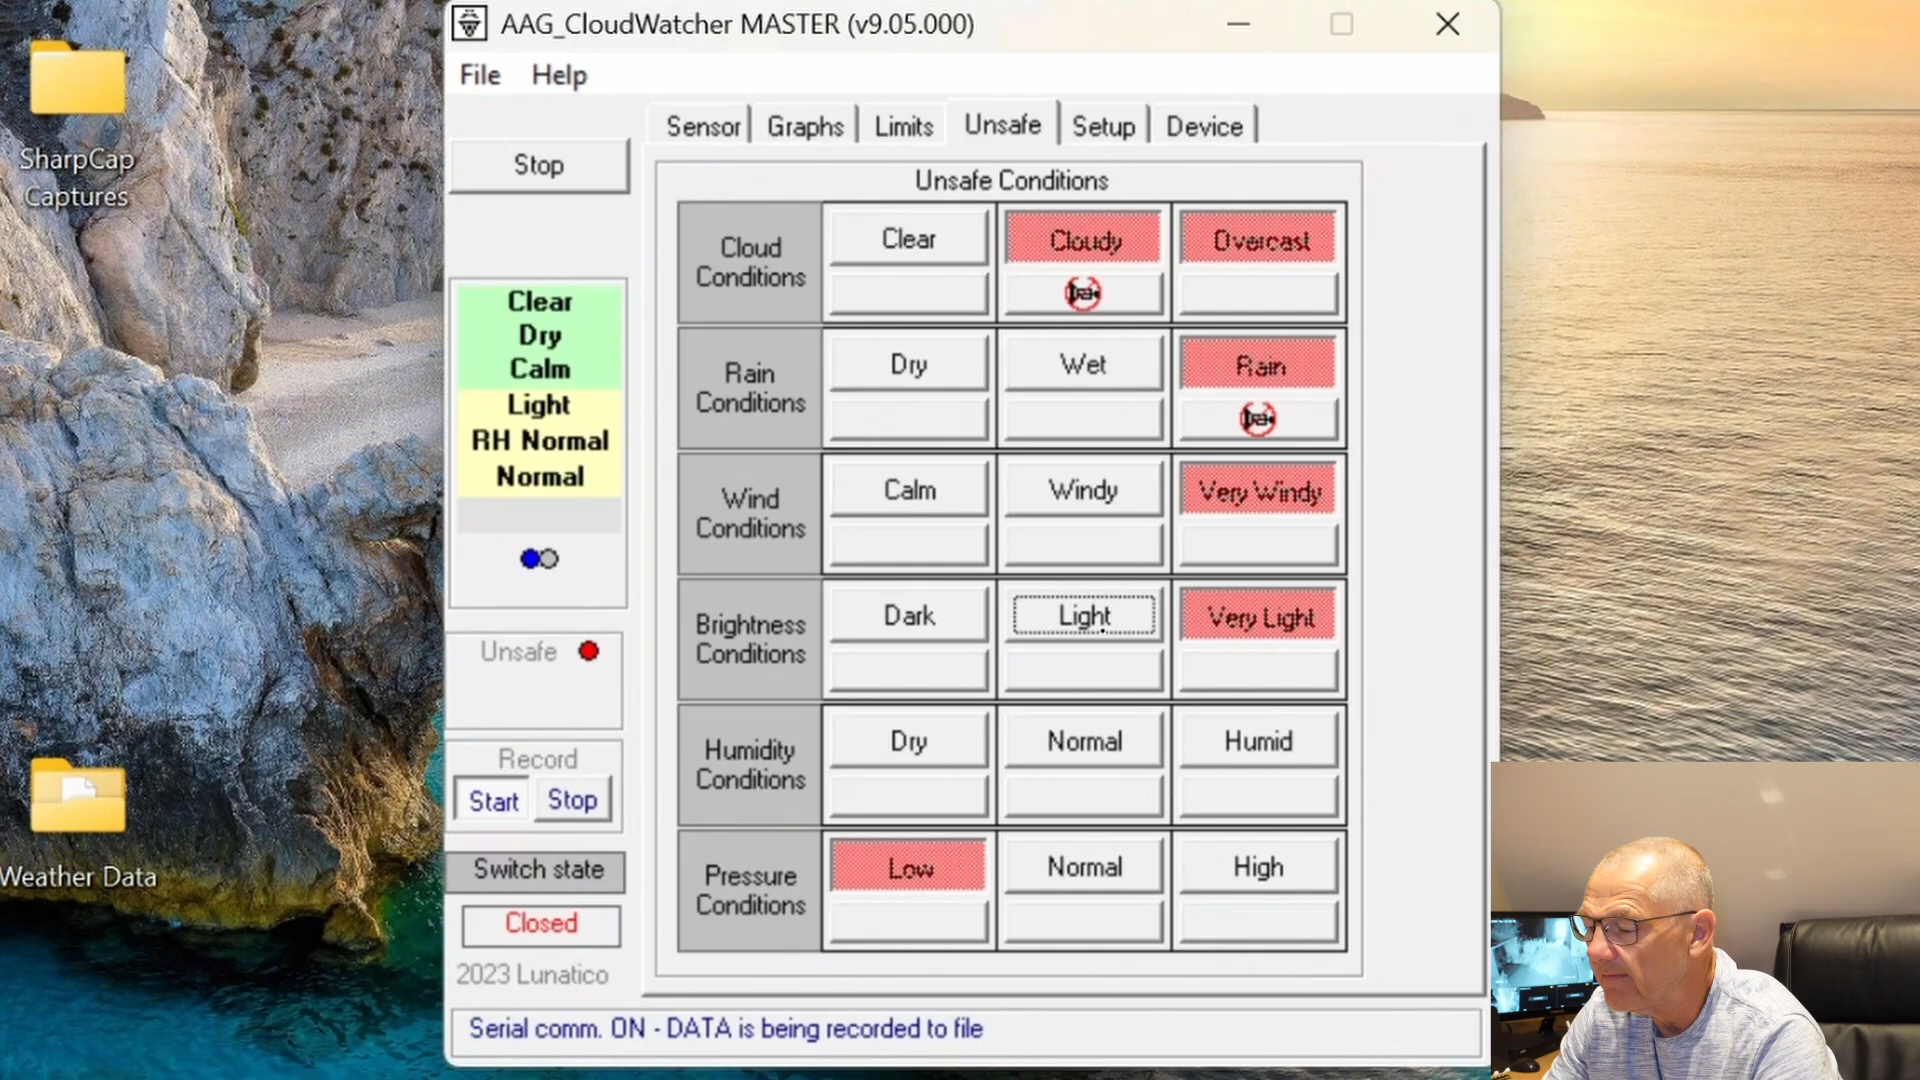 SharpCap
Captures
Weather Data
AAG_CloudWatcher MASTER (v9.05.000)
File Help
Sensor Graphs Limits Unsafe Setup Device
Stop
Clear
Dry
Calm
Light
RH Normal
Normal
Unsafe
Record
Start Stop
Switch state
Closed
2023 Lunatico
Unsafe Conditions
Cloud
Conditions
Clear Cloudy Overcast
Rain
Conditions
Dry Wet Rain
Wind
Conditions
Calm Windy Very Windy
Brightness
Conditions
Dark Light Very Light
Humidity
Conditions
Dry Normal Humid
Pressure
Conditions
Low Normal High
Serial comm. ON - DATA is being recorded to file